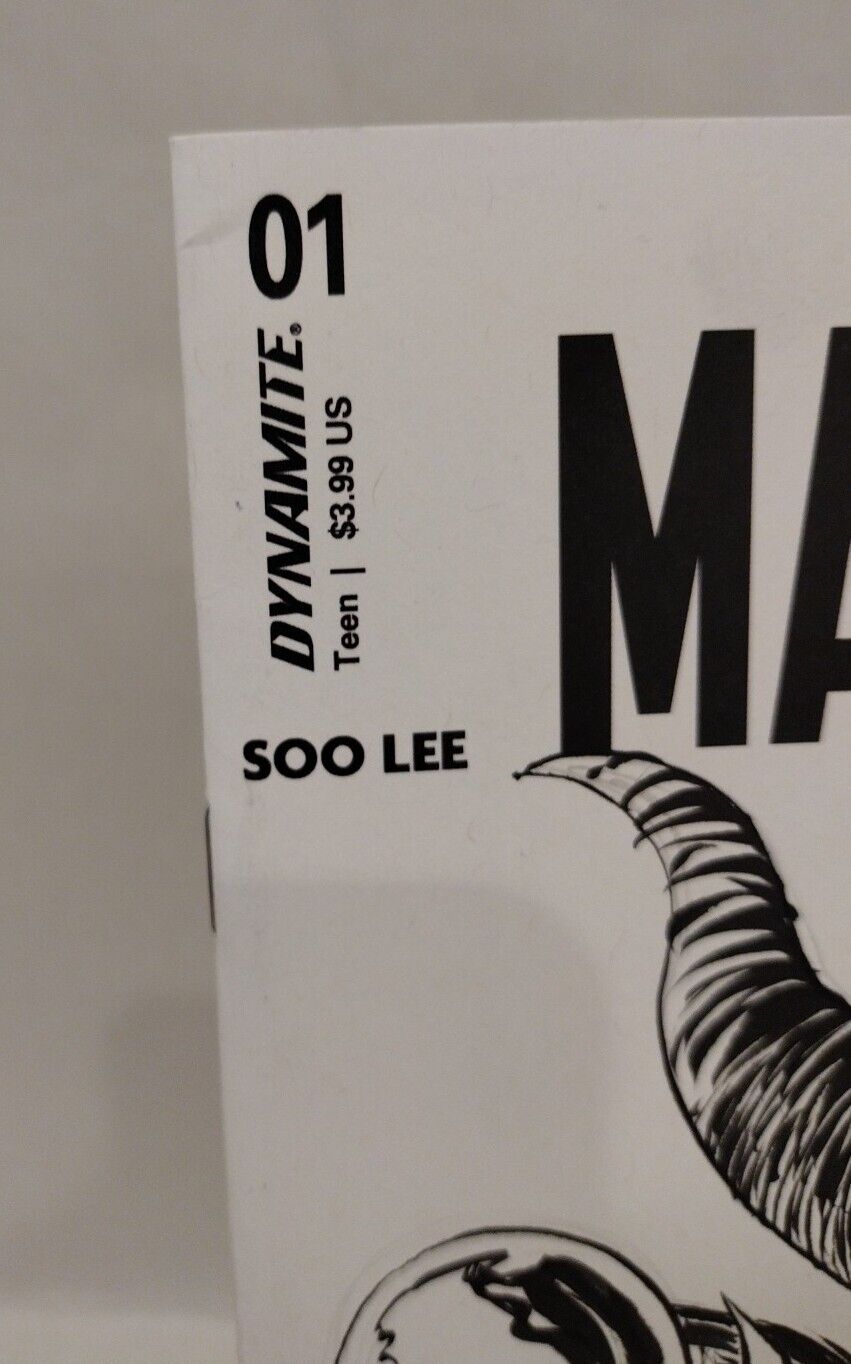 01
DYNAMITE®
Teen | $3.99 US
SOO LEE
MA